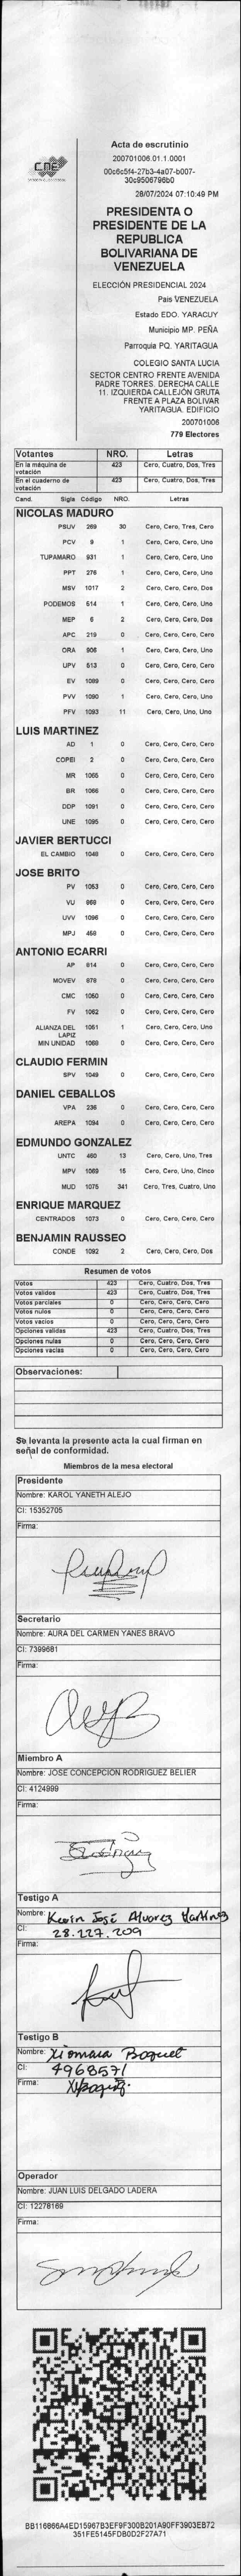 CNE
Acta de escrutinio
200701006.01.1.0001
00c6c5f4-27b3-4a07-b007-
30c9506796b0
28/07/2024 07:10:49 PM
PRESIDENTA O
PRESIDENTE DE LA
REPUBLICA
BOLIVARIANA DE
VENEZUELA
ELECCIÓN PRESIDENCIAL 2024
Pais VENEZUELA
Estado EDO. YARACUY
Municipio MP. PEÑA
Parroquia PQ. YARITAGUA
COLEGIO SANTA LUCIA
SECTOR CENTRO FRENTE AVENIDA
PADRE TORRES. DERECHA CALLE
11. IZQUIERDA CALLEJÓN GRUTA
FRENTE A PLAZA BOLIVAR
YARITAGUA. EDIFICIO
200701006
779 Electores
Votantes NRO. Letras
En la máquina de votación 423 Cero, Cuatro, Dos, Tres
En el cuaderno de votación 423 Cero, Cuatro, Dos, Tres
Cand. Sigla Código NRO. Letras
NICOLAS MADURO
PSUV 269 30 Cero, Cero, Tres, Cero
PCV 9 1 Cero, Cero, Cero, Uno
TUPAMARO 931 1 Cero, Cero, Cero, Uno
PPT 276 1 Cero, Cero, Cero, Uno
MSV 1017 2 Cero, Cero, Cero, Dos
PODEMOS 514 1 Cero, Cero, Cero, Uno
MEP 6 2 Cero, Cero, Cero, Dos
APC 219 0 Cero, Cero, Cero, Cero
ORA 906 1 Cero, Cero, Cero, Uno
UPV 513 0 Cero, Cero, Cero, Cero
EV 1089 0 Cero, Cero, Cero, Cero
PVV 1090 1 Cero, Cero, Cero, Uno
PFV 1093 11 Cero, Cero, Uno, Uno
LUIS MARTINEZ
AD 1 0 Cero, Cero, Cero, Cero
COPEI 2 0 Cero, Cero, Cero, Cero
MR 1065 0 Cero, Cero, Cero, Cero
BR 1066 0 Cero, Cero, Cero, Cero
DDP 1091 0 Cero, Cero, Cero, Cero
UNE 1095 0 Cero, Cero, Cero, Cero
JAVIER BERTUCCI
EL CAMBIO 1048 0 Cero, Cero, Cero, Cero
JOSE BRITO
PV 1053 0 Cero, Cero, Cero, Cero
VU 868 0 Cero, Cero, Cero, Cero
UVV 1096 0 Cero, Cero, Cero, Cero
MPJ 458 0 Cero, Cero, Cero, Cero
ANTONIO ECARRI
AP 814 0 Cero, Cero, Cero, Cero
MOVEV 878 0 Cero, Cero, Cero, Cero
CMC 1050 0 Cero, Cero, Cero, Cero
FV 1062 0 Cero, Cero, Cero, Cero
ALIANZA DEL LAPIZ 1051 1 Cero, Cero, Cero, Uno
MIN UNIDAD 1068 0 Cero, Cero, Cero, Cero
CLAUDIO FERMIN
SPV 1049 0 Cero, Cero, Cero, Cero
DANIEL CEBALLOS
VPA 236 0 Cero, Cero, Cero, Cero
AREPA 1094 0 Cero, Cero, Cero, Cero
EDMUNDO GONZALEZ
UNTC 460 13 Cero, Cero, Uno, Tres
MPV 1069 15 Cero, Cero, Uno, Cinco
MUD 1075 341 Cero, Tres, Cuatro, Uno
ENRIQUE MARQUEZ
CENTRADOS 1073 0 Cero, Cero, Cero, Cero
BENJAMIN RAUSSEO
CONDE 1092 2 Cero, Cero, Cero, Dos
Resumen de votos
Votos 423 Cero, Cuatro, Dos, Tres
Votos validos 423 Cero, Cuatro, Dos, Tres
Votos parciales 0 Cero, Cero, Cero, Cero
Votos nulos 0 Cero, Cero, Cero, Cero
Votos vacios 0 Cero, Cero, Cero, Cero
Opciones validas 423 Cero, Cuatro, Dos, Tres
Opciones nulas 0 Cero, Cero, Cero, Cero
Opciones vacias 0 Cero, Cero, Cero, Cero
Observaciones:
Se levanta la presente acta la cual firman en
señal de conformidad.
Miembros de la mesa electoral
Presidente
Nombre: KAROL YANETH ALEJO
CI: 15352705
Firma:
Secretario
Nombre: AURA DEL CARMEN YANES BRAVO
CI: 7399681
Firma:
Miembro A
Nombre: JOSE CONCEPCION RODRIGUEZ BELIER
CI: 4124999
Firma:
Testigo A
Nombre: Kevin José Alvarez Martinez
CI: 28.227.209
Firma:
Testigo B
Nombre: Xiomara Boquet
CI: 4968571
Firma:
Operador
Nombre: JUAN LUIS DELGADO LADERA
CI: 12278169
Firma:
BB116866A4ED15967B3EF9F300B201A90FF3903EB72
351FE5145FDB0D2F27A71